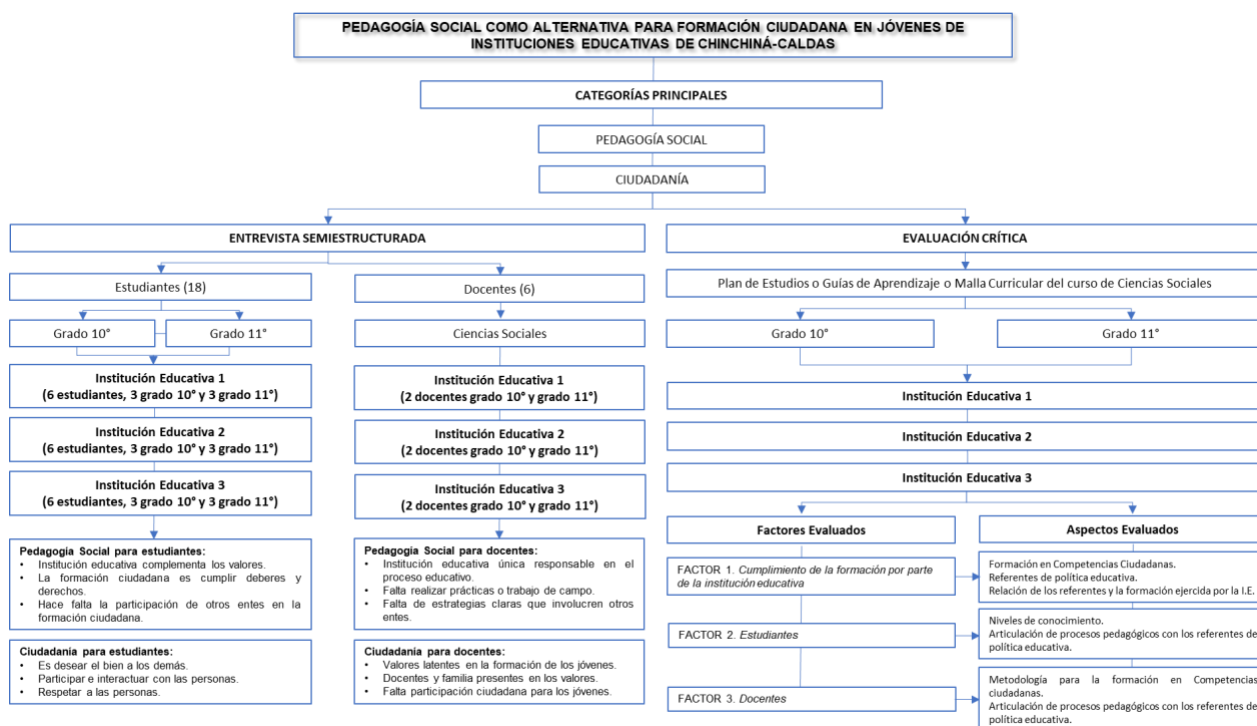 PEDAGOGÍA SOCIAL COMO ALTERNATIVA PARA FORMACIÓN CIUDADANA EN JÓVENES DE
INSTITUCIONES EDUCATIVAS DE CHINCHINÁ-CALDAS
CATEGORÍAS PRINCIPALES
PEDAGOGÍA SOCIAL
CIUDADANÍA
ENTREVISTA SEMIESTRUCTURADA
Estudiantes (18)
Grado 10°
Grado 11°
Institución Educativa 1
(6 estudiantes, 3 grado 10° y 3 grado 11°)
Institución Educativa 2
(6 estudiantes, 3 grado 10° y 3 grado 11°)
Institución Educativa 3
(6 estudiantes, 3 grado 10° y 3 grado 11°)
Pedagogía Social para estudiantes:
• Institución educativa complementa los valores.
• La formación ciudadana es cumplir deberes y
derechos.
• Hace falta la participación de otros entes en la
formación ciudadana.
Ciudadanía para estudiantes:
• Es desear el bien a los demás.
• Participar e interactuar con las personas.
• Respetar a las personas.
Docentes (6)
Ciencias Sociales
Institución Educativa 1
(2 docentes grado 10° y grado 11°)
Institución Educativa 2
(2 docentes grado 10° y grado 11°)
Institución Educativa 3
(2 docentes grado 10° y grado 11°)
Pedagogía Social para docentes:
• Institución educativa única responsable en el
proceso educativo.
• Falta realizar prácticas o trabajo de campo.
• Falta de estrategias claras que involucren otros
entes.
Ciudadanía para docentes:
• Valores latentes en la formación de los jóvenes.
• Docentes y familia presentes en los valores.
• Falta participación ciudadana para los jóvenes.
EVALUACIÓN CRÍTICA
Plan de Estudios o Guías de Aprendizaje o Malla Curricular del curso de Ciencias Sociales
Grado 10°
Grado 11°
Institución Educativa 1
Institución Educativa 2
Institución Educativa 3
Factores Evaluados
Aspectos Evaluados
FACTOR 1. Cumplimiento de la formación por parte
de la institución educativa
Formación en Competencias Ciudadanas.
Referentes de política educativa.
Relación de los referentes y la formación ejercida por la I.E.
FACTOR 2. Estudiantes
Niveles de conocimiento.
Articulación de procesos pedagógicos con los referentes de
política educativa.
FACTOR 3. Docentes
Metodología para la formación en Competencias
ciudadanas.
Articulación de procesos pedagógicos con los referentes de
política educativa.